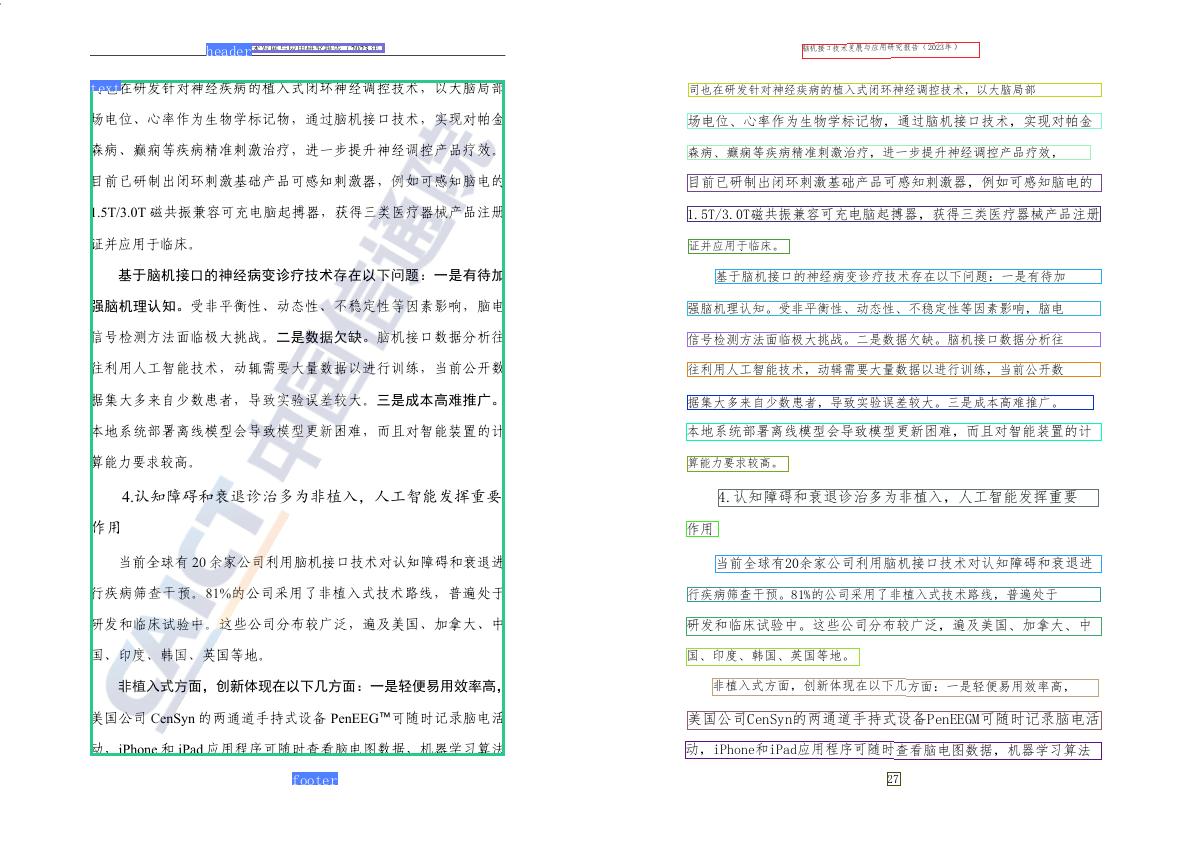 header
text
司也在研发针对神经疾病的植入式闭环神经调控技术，以大脑局部
场电位、心率作为生物学标记物，通过脑机接口技术，实现对帕金
森病、癫痫等疾病精准刺激治疗，进一步提升神经调控产品疗效。
目前已研制出闭环刺激基础产品可感知刺激器，例如可感知脑电的
1.5T/3.0T 磁共振兼容可充电脑起搏器，获得三类医疗器械产品注册
证并应用于临床。
基于脑机接口的神经病变诊疗技术存在以下问题：一是有待加
强脑机理认知。受非平衡性、动态性、不稳定性等因素影响，脑电
信号检测方法面临极大挑战。二是数据欠缺。脑机接口数据分析往
往利用人工智能技术，动辄需要大量数据以进行训练，当前公开数
据集大多来自少数患者，导致实验误差较大。三是成本高难推广。
本地系统部署离线模型会导致模型更新困难，而且对智能装置的计
算能力要求较高。
4.认知障碍和衰退诊治多为非植入，人工智能发挥重要
作用
当前全球有 20 余家公司利用脑机接口技术对认知障碍和衰退进
行疾病筛查干预。81%的公司采用了非植入式技术路线，普遍处于
研发和临床试验中。这些公司分布较广泛，遍及美国、加拿大、中
国、印度、韩国、英国等地。
非植入式方面，创新体现在以下几方面：一是轻便易用效率高，
美国公司 CenSyn 的两通道手持式设备 PenEEG™可随时记录脑电活
动，iPhone 和 iPad 应用程序可随时查看脑电图数据，机器学习算法
footer
CAICT 中国信通院
脑机接口技术发展与应用研究报告（2023年）
司也在研发针对神经疾病的植入式闭环神经调控技术，以大脑局部
场电位、心率作为生物学标记物，通过脑机接口技术，实现对帕金
森病、癫痫等疾病精准刺激治疗，进一步提升神经调控产品疗效，
目前已研制出闭环刺激基础产品可感知刺激器，例如可感知脑电的
1.5T/3.0T磁共振兼容可充电脑起搏器，获得三类医疗器械产品注册
证并应用于临床。
基于脑机接口的神经病变诊疗技术存在以下问题：一是有待加
强脑机理认知。受非平衡性、动态性、不稳定性等因素影响，脑电
信号检测方法面临极大挑战。二是数据欠缺。脑机接口数据分析往
往利用人工智能技术，动辄需要大量数据以进行训练，当前公开数
据集大多来自少数患者，导致实验误差较大。三是成本高难推广。
本地系统部署离线模型会导致模型更新困难，而且对智能装置的计
算能力要求较高。
4.认知障碍和衰退诊治多为非植入，人工智能发挥重要
作用
当前全球有20余家公司利用脑机接口技术对认知障碍和衰退进
行疾病筛查干预。81%的公司采用了非植入式技术路线，普遍处于
研发和临床试验中。这些公司分布较广泛，遍及美国、加拿大、中
国、印度、韩国、英国等地。
非植入式方面，创新体现在以下几方面：一是轻便易用效率高，
美国公司CenSyn的两通道手持式设备PenEEGM可随时记录脑电活
动，iPhone和iPad应用程序可随时查看脑电图数据，机器学习算法
27